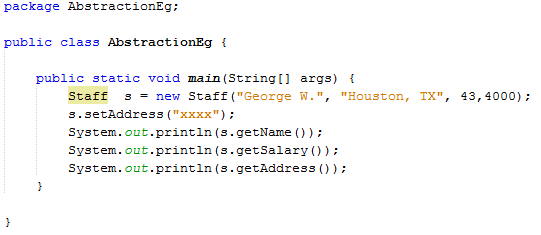 package AbstractionEg;
public class AbstractionEg {
public static void main(String[] args) {
Staff  s = new Staff("George W.", "Houston, TX", 43,4000);
s.setAddress("xxxx");
System.out.println(s.getName());
System.out.println(s.getSalary());
System.out.println(s.getAddress());
}
}